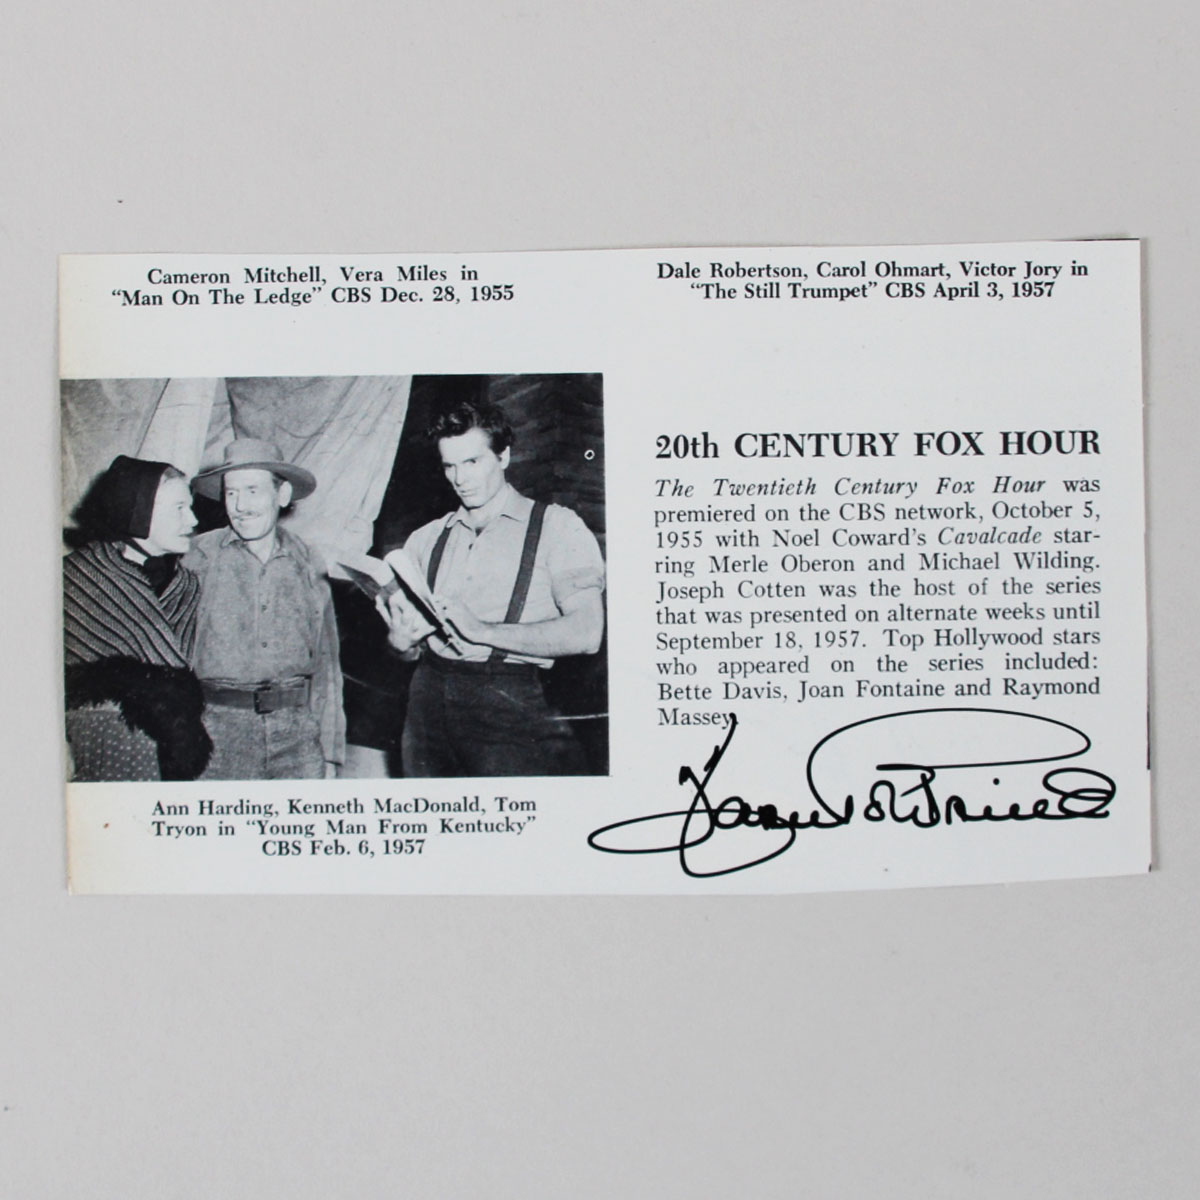 Cameron Mitchell, Vera Miles in
“Man On The Ledge” CBS Dec. 28, 1955
Dale Robertson, Carol Ohmart, Victor Jory in
“The Still Trumpet” CBS April 3, 1957
Ann Harding, Kenneth MacDonald, Tom
Tryon in “Young Man From Kentucky”
CBS Feb. 6, 1957
20th CENTURY FOX HOUR
The Twentieth Century Fox Hour was
premiered on the CBS network, October 5,
1955 with Noel Coward’s Cavalcade star-
ring Merle Oberon and Michael Wilding.
Joseph Cotten was the host of the series
that was presented on alternate weeks until
September 18, 1957. Top Hollywood stars
who appeared on the series included:
Bette Davis, Joan Fontaine and Raymond
Massey